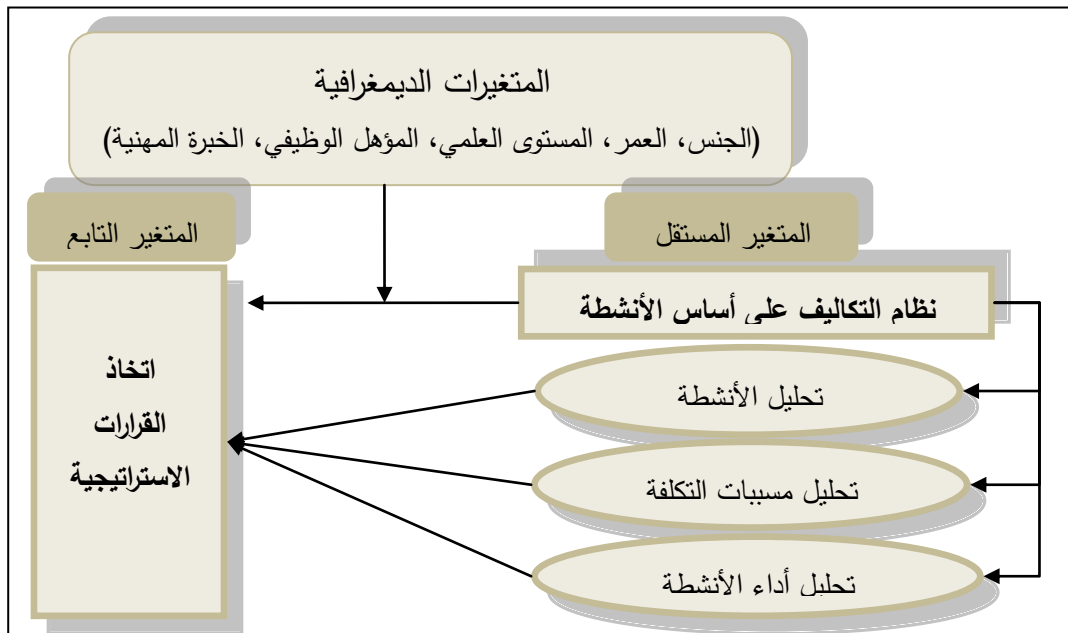 المتغيرات الديمغرافية
(الجنس، العمر، المستوى العلمي، المؤهل الوظيفي، الخبرة المهنية)
المتغير المستقل
المتغير التابع
نظام التكاليف على أساس الأنشطة
تحليل الأنشطة
تحليل مسببات التكلفة
تحليل أداء الأنشطة
اتخاذ
القرارات
الاستراتيجية